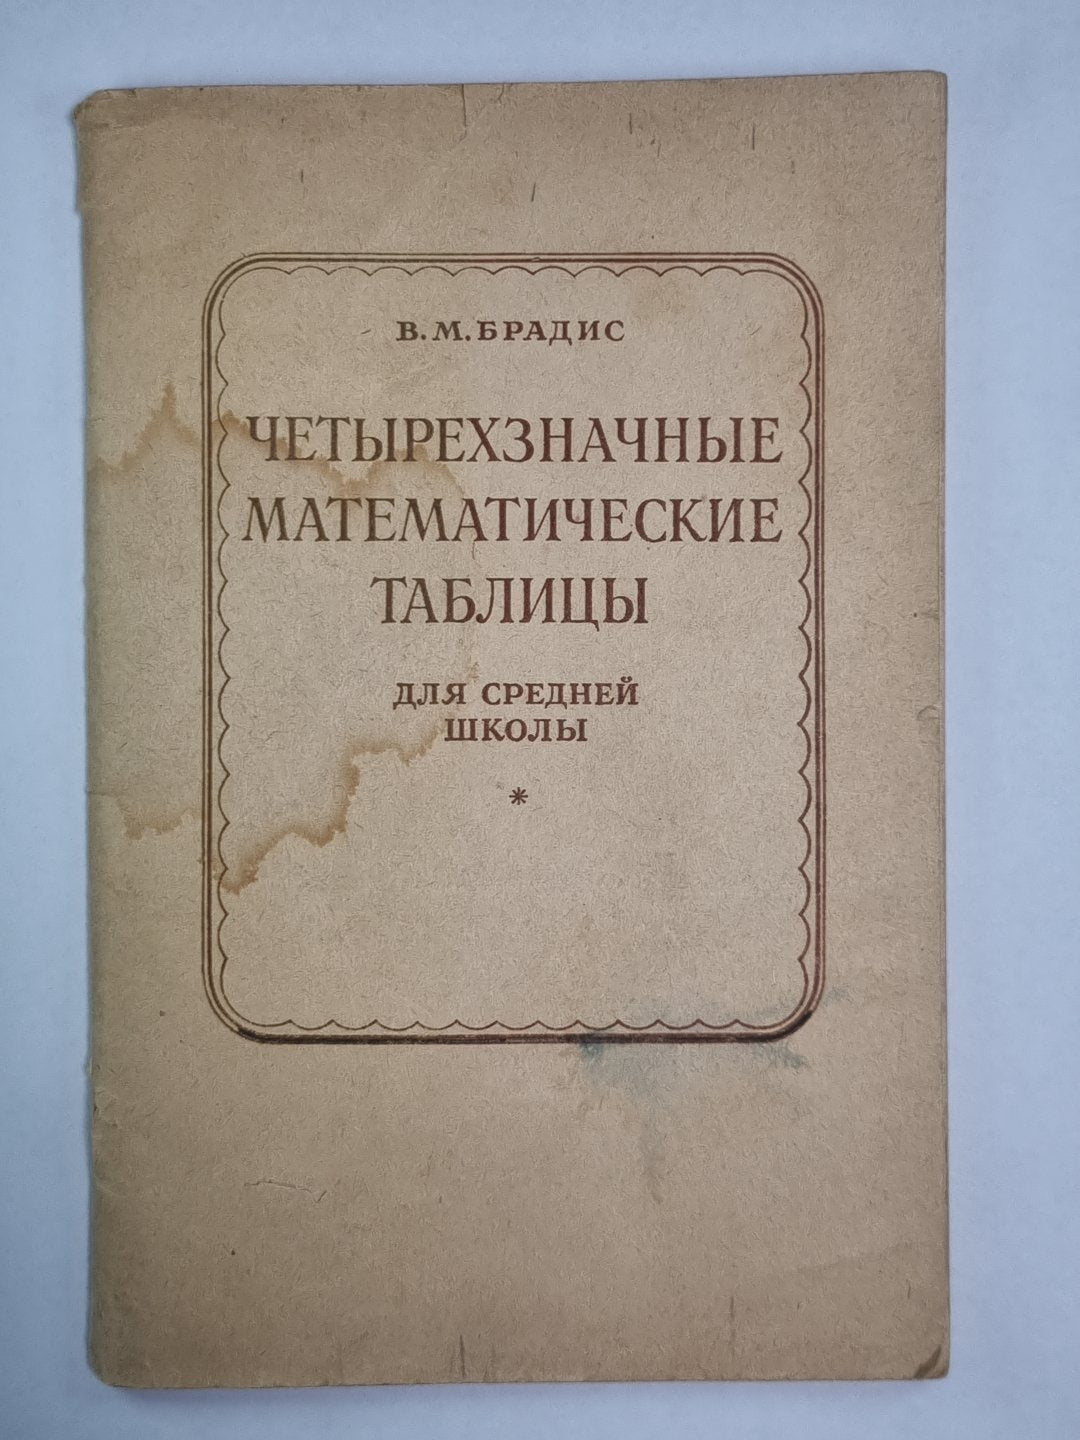 В. М. БРАДИС
ЧЕТЫРЕХЗНАЧНЫЕ
МАТЕМАТИЧЕСКИЕ
ТАБЛИЦЫ
ДЛЯ СРЕДНЕЙ
ШКОЛЫ
*